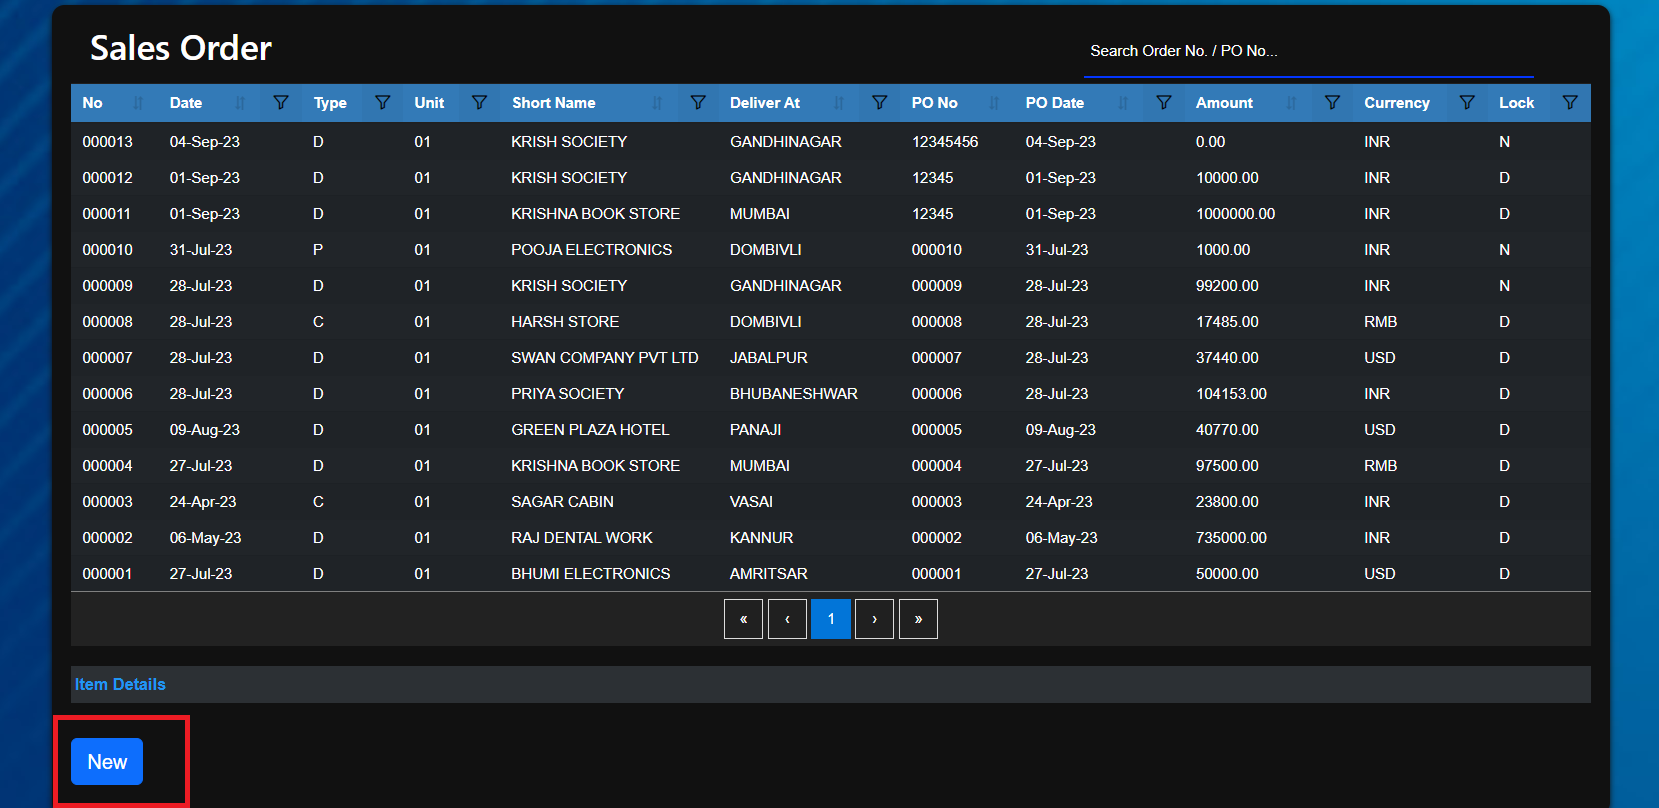 Sales Order
Search Order No. / PO No...
No Date Type Unit Short Name Deliver At PO No PO Date Amount Currency Lock
000013 04-Sep-23 D 01 KRISH SOCIETY GANDHINAGAR 12345456 04-Sep-23 0.00 INR N
000012 01-Sep-23 D 01 KRISH SOCIETY GANDHINAGAR 12345 01-Sep-23 10000.00 INR D
000011 01-Sep-23 D 01 KRISHNA BOOK STORE MUMBAI 12345 01-Sep-23 1000000.00 INR D
000010 31-Jul-23 P 01 POOJA ELECTRONICS DOMBIVLI 000010 31-Jul-23 1000.00 INR N
000009 28-Jul-23 D 01 KRISH SOCIETY GANDHINAGAR 000009 28-Jul-23 99200.00 INR N
000008 28-Jul-23 C 01 HARSH STORE DOMBIVLI 000008 28-Jul-23 17485.00 RMB D
000007 28-Jul-23 D 01 SWAN COMPANY PVT LTD JABALPUR 000007 28-Jul-23 37440.00 USD D
000006 28-Jul-23 D 01 PRIYA SOCIETY BHUBANESHWAR 000006 28-Jul-23 104153.00 INR D
000005 09-Aug-23 D 01 GREEN PLAZA HOTEL PANAJI 000005 09-Aug-23 40770.00 USD D
000004 27-Jul-23 D 01 KRISHNA BOOK STORE MUMBAI 000004 27-Jul-23 97500.00 RMB D
000003 24-Apr-23 C 01 SAGAR CABIN VASAI 000003 24-Apr-23 23800.00 INR D
000002 06-May-23 D 01 RAJ DENTAL WORK KANNUR 000002 06-May-23 735000.00 INR D
000001 27-Jul-23 D 01 BHUMI ELECTRONICS AMRITSAR 000001 27-Jul-23 50000.00 USD D
« ‹ 1 › »
Item Details
New